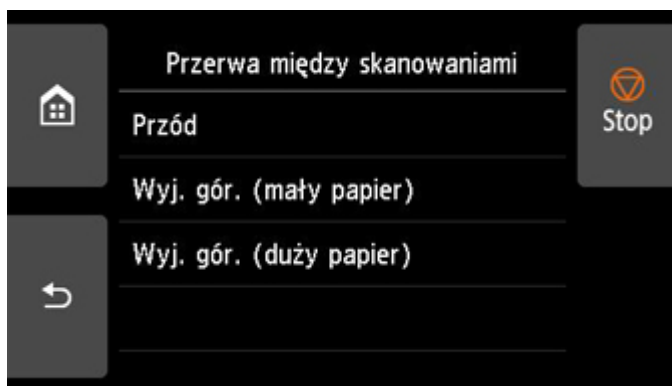 Przerwa między skanowaniami
Przód
Stop
Wyj. gór. (mały papier)
Wyj. gór. (duży papier)